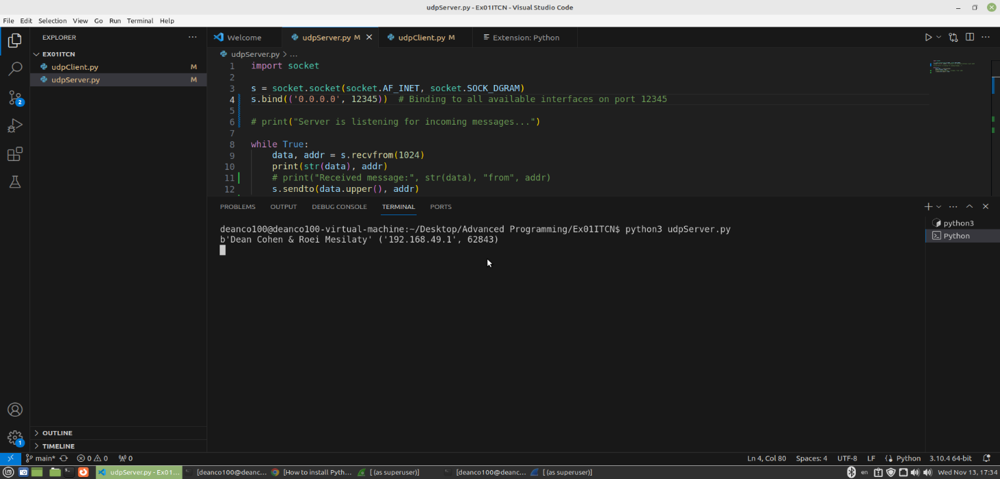 udpServer.py - Ex01ITCN - Visual Studio Code
File Edit Selection View Go Run Terminal Help
EXPLORER ···
EX01ITCN
udpClient.py M
udpServer.py M
OUTLINE
TIMELINE
2
1
Welcome
udpServer.py M
udpClient.py M
Extension: Python
udpServer.py > ...
1 import socket
2
3 s = socket.socket(socket.AF_INET, socket.SOCK_DGRAM)
4 s.bind(('0.0.0.0', 12345))  # Binding to all available interfaces on port 12345
5
6 # print("Server is listening for incoming messages...")
7
8 while True:
9     data, addr = s.recvfrom(1024)
10     print(str(data), addr)
11     # print("Received message:", str(data), "from", addr)
12     s.sendto(data.upper(), addr)
PROBLEMS OUTPUT DEBUG CONSOLE TERMINAL PORTS
deanco100@deanco100-virtual-machine:~/Desktop/Advanced Programming/Ex01ITCN$ python3 udpServer.py
b'Dean Cohen & Roei Mesilaty' ('192.168.49.1', 62843)
python3
Python
main* 0 0 0 Ln 4, Col 80 Spaces: 4 UTF-8 LF Python 3.10.4 64-bit
udpServer.py - Ex01... [deanco100@deanc... [How to install Pyth... [ (as superuser)] [deanco100@deanc... [ (as superuser)] en Wed Nov 13, 17:34